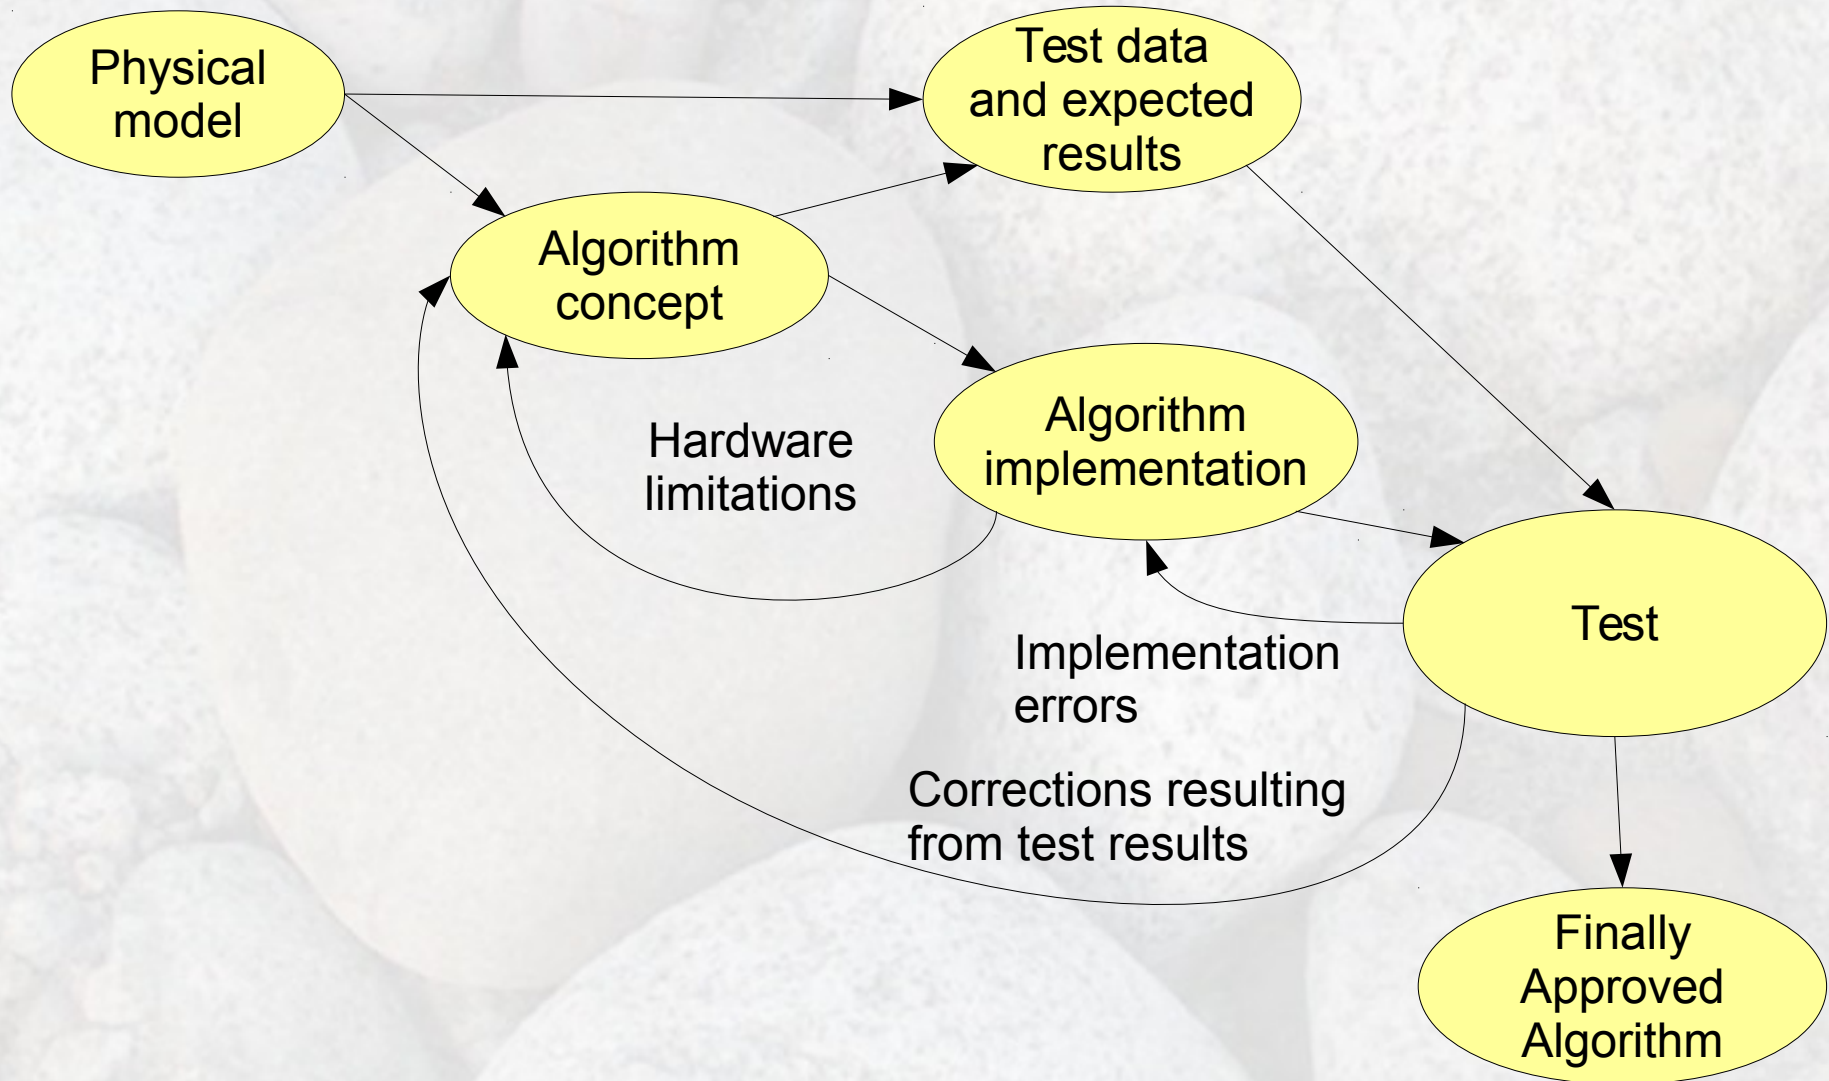 Physical
model
Test data
and expected
results
Algorithm
concept
Hardware
limitations
Algorithm
implementation
Test
Implementation
errors
Corrections resulting
from test results
Finally
Approved
Algorithm